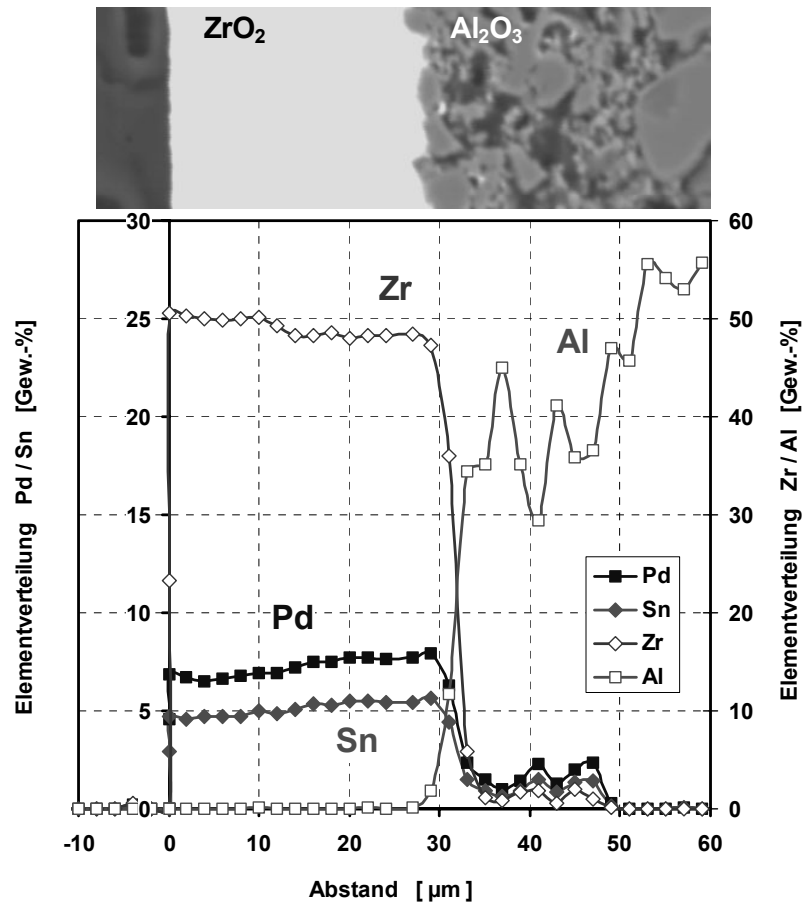 ZrO₂ Al₂O₃
30 60
25 50
20 40
15 30
10 20
5 10
0 0
-10 0 10 20 30 40 50 60
Zr
Al
Pd
Sn
Pd
Sn
Zr
Al
Elementverteilung Pd / Sn [Gew.-%]
Elementverteilung Zr / Al [Gew.-%]
Abstand [ µm ]